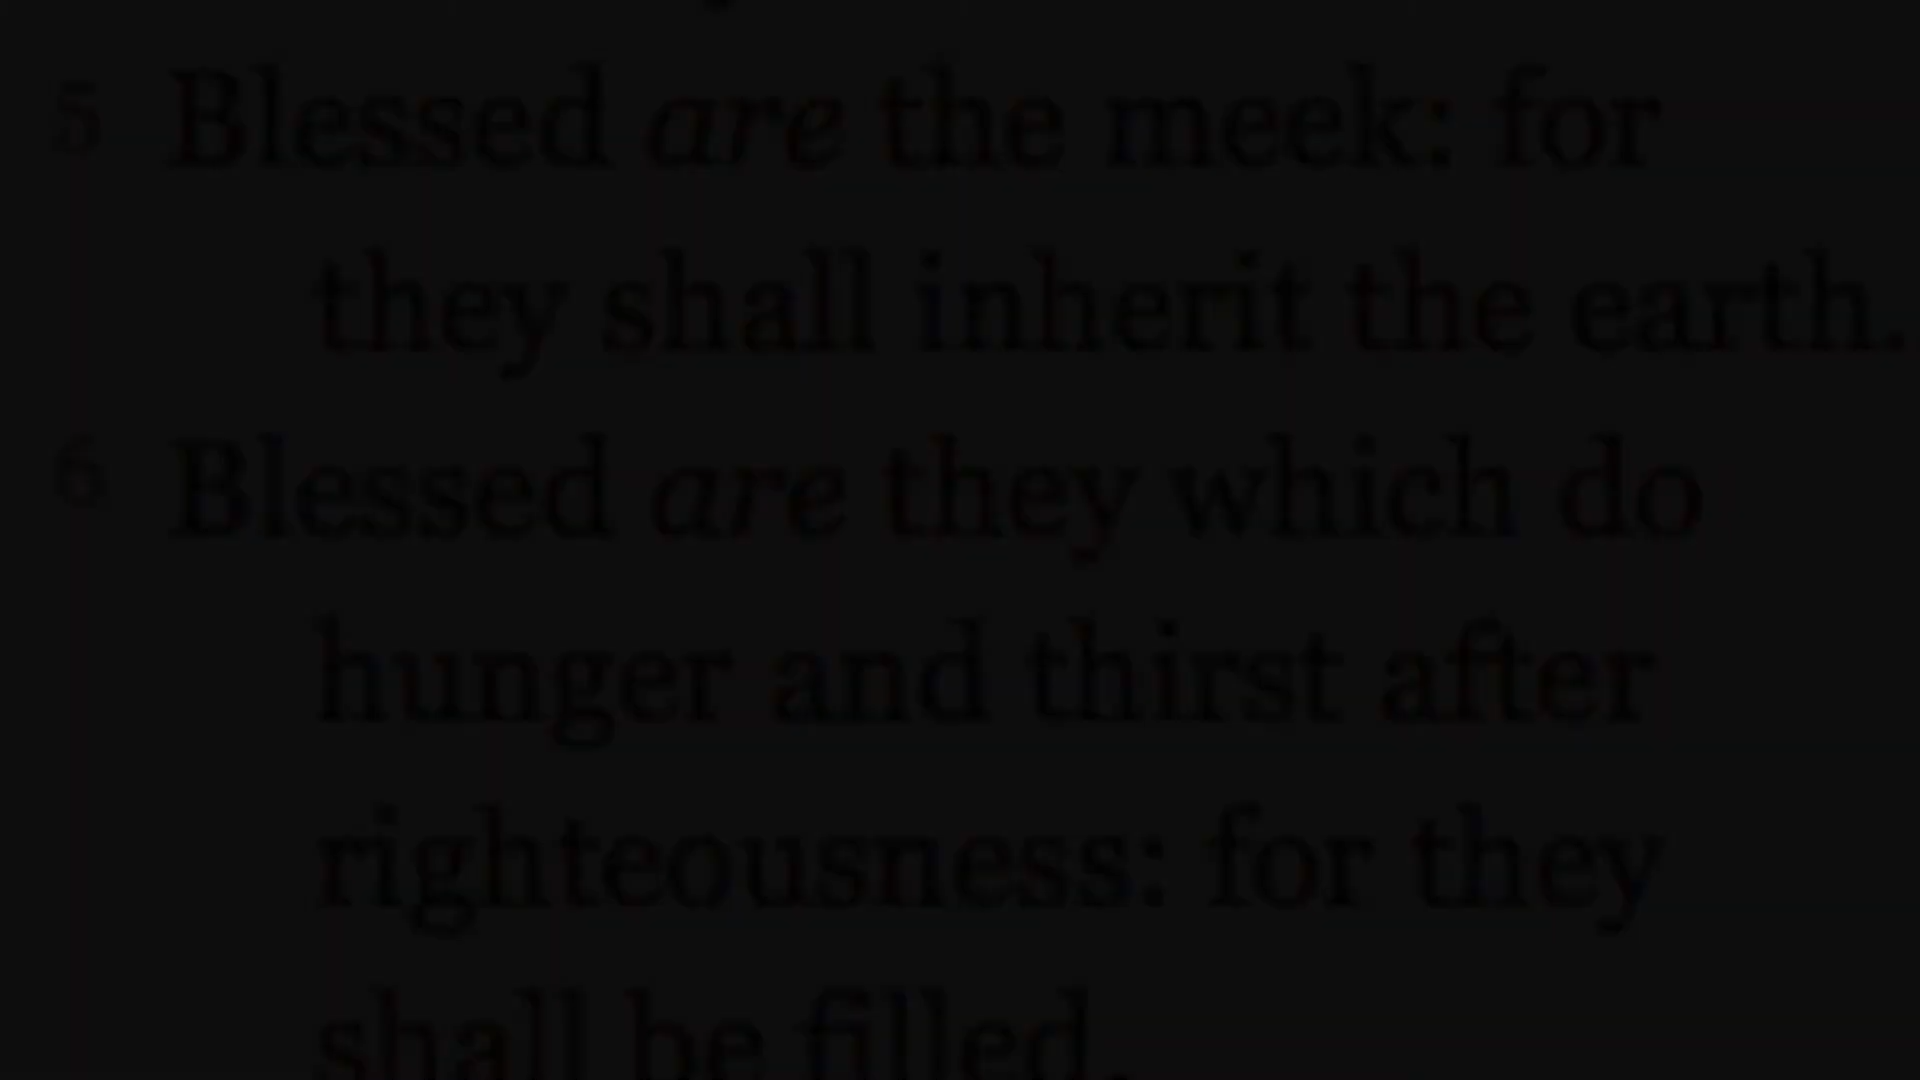 5 Blessed are the meek: for
they shall inherit the earth.
6 Blessed are they which do
hunger and thirst after
righteousness: for they
shall be filled.